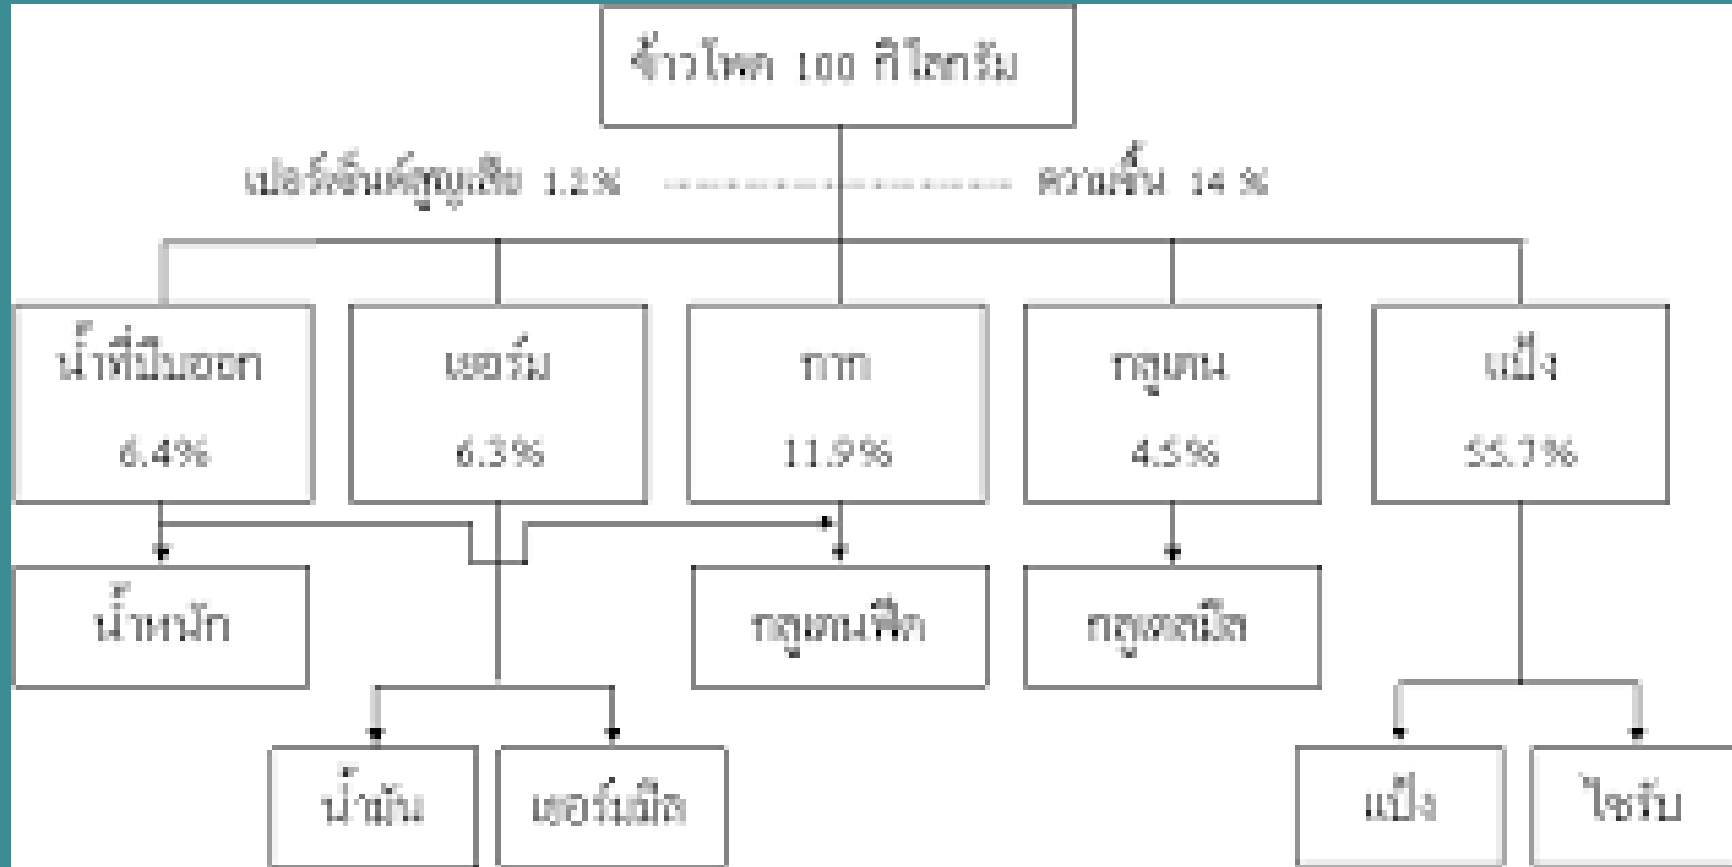 ข้าวโพด 100 กิโลกรัม
เปอร์เซ็นต์สูญเสีย 1.2% ความชื้น 14 %
น้ำที่บีบออก
6.4%
เยอร์ม
6.3%
กาก
11.9%
กลูเตน
4.5%
แป้ง
55.7%
น้ำหนัก
กลูเตนฟีด
กลูเตลมีล
น้ำมัน
เยอร์มมีล
แป้ง
ไซรับ